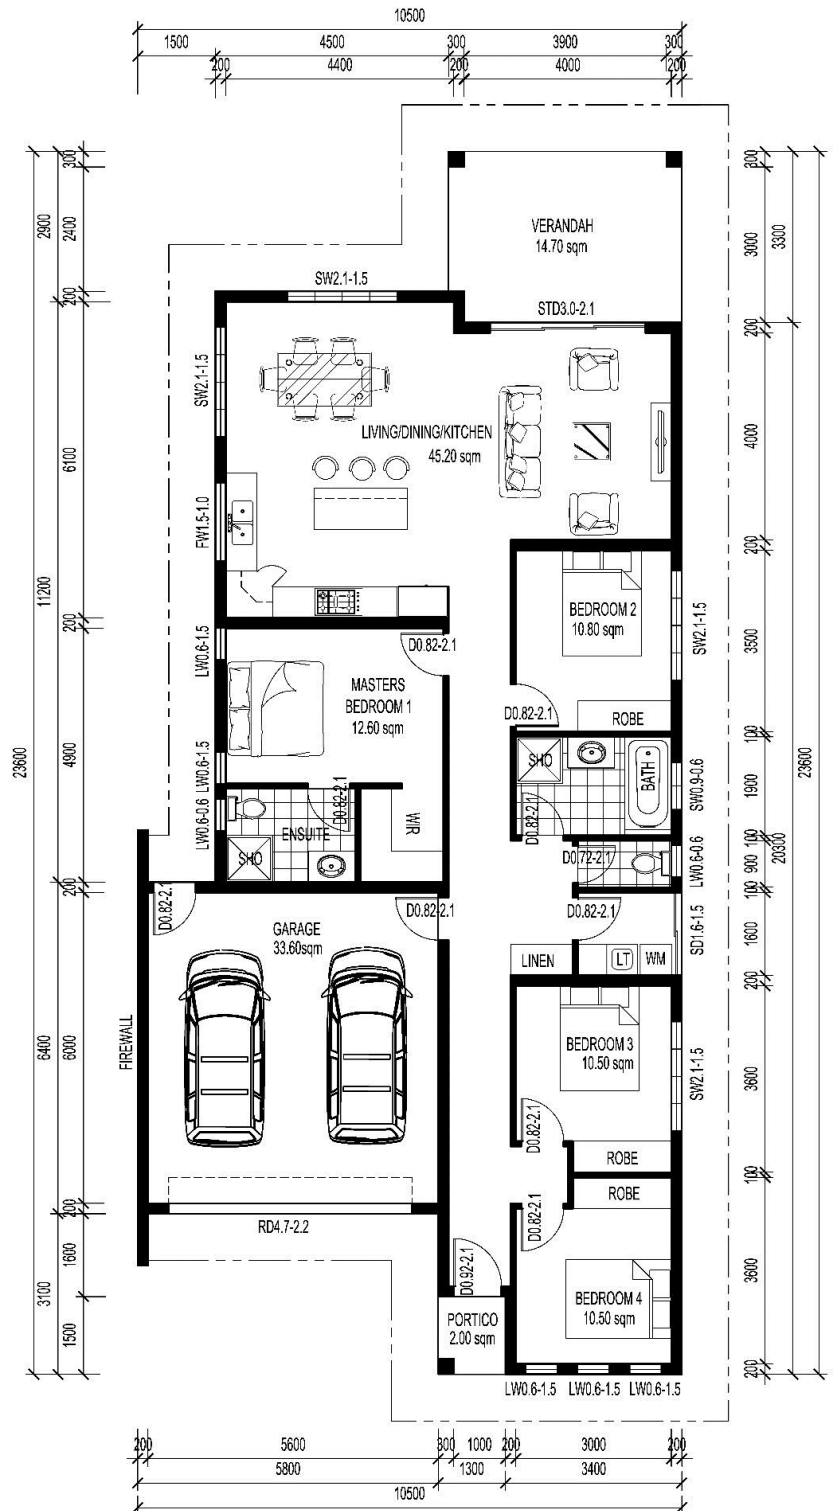 10500
1500
4500
300
3900
300
200
4400
200
4000
200
VERANDAH
14.70 sqm
SW2.1-1.5
STD3.0-2.1
SW2.1-1.5
LIVING/DINING/KITCHEN
45.20 sqm
FW1.5-1.0
LW0.6-1.5
D0.82-2.1
MASTERS
BEDROOM 1
12.60 sqm
BEDROOM 2
10.80 sqm
SW2.1-1.5
D0.82-2.1
ROBE
LW0.6-1.5
LW0.6-0.6
D0.82-2.1
ENSUITE
SHO
WIR
SHO
BATH
SW0.9-0.6
D0.82-2.1
D0.72-2.1
LW0.6-0.6
D0.82-2.1
GARAGE
33.60sqm
D0.82-2.1
D0.82-2.1
LINEN
LT
WM
SD1.6-1.5
FIREWALL
BEDROOM 3
10.50 sqm
SW2.1-1.5
D0.82-2.1
ROBE
ROBE
D0.82-2.1
RD4.7-2.2
D0.92-2.1
PORTICO
2.00 sqm
BEDROOM 4
10.50 sqm
LW0.6-1.5
LW0.6-1.5
LW0.6-1.5
23600
2900
11200
6400
3100
300
2400
200
6100
200
4900
200
6000
200
1600
1500
300
3000
200
4000
200
3500
100
1900
100
900
100
1600
200
3600
100
3600
200
3300
20300
23600
200
5600
300
1000
200
3000
200
5800
1300
3400
10500